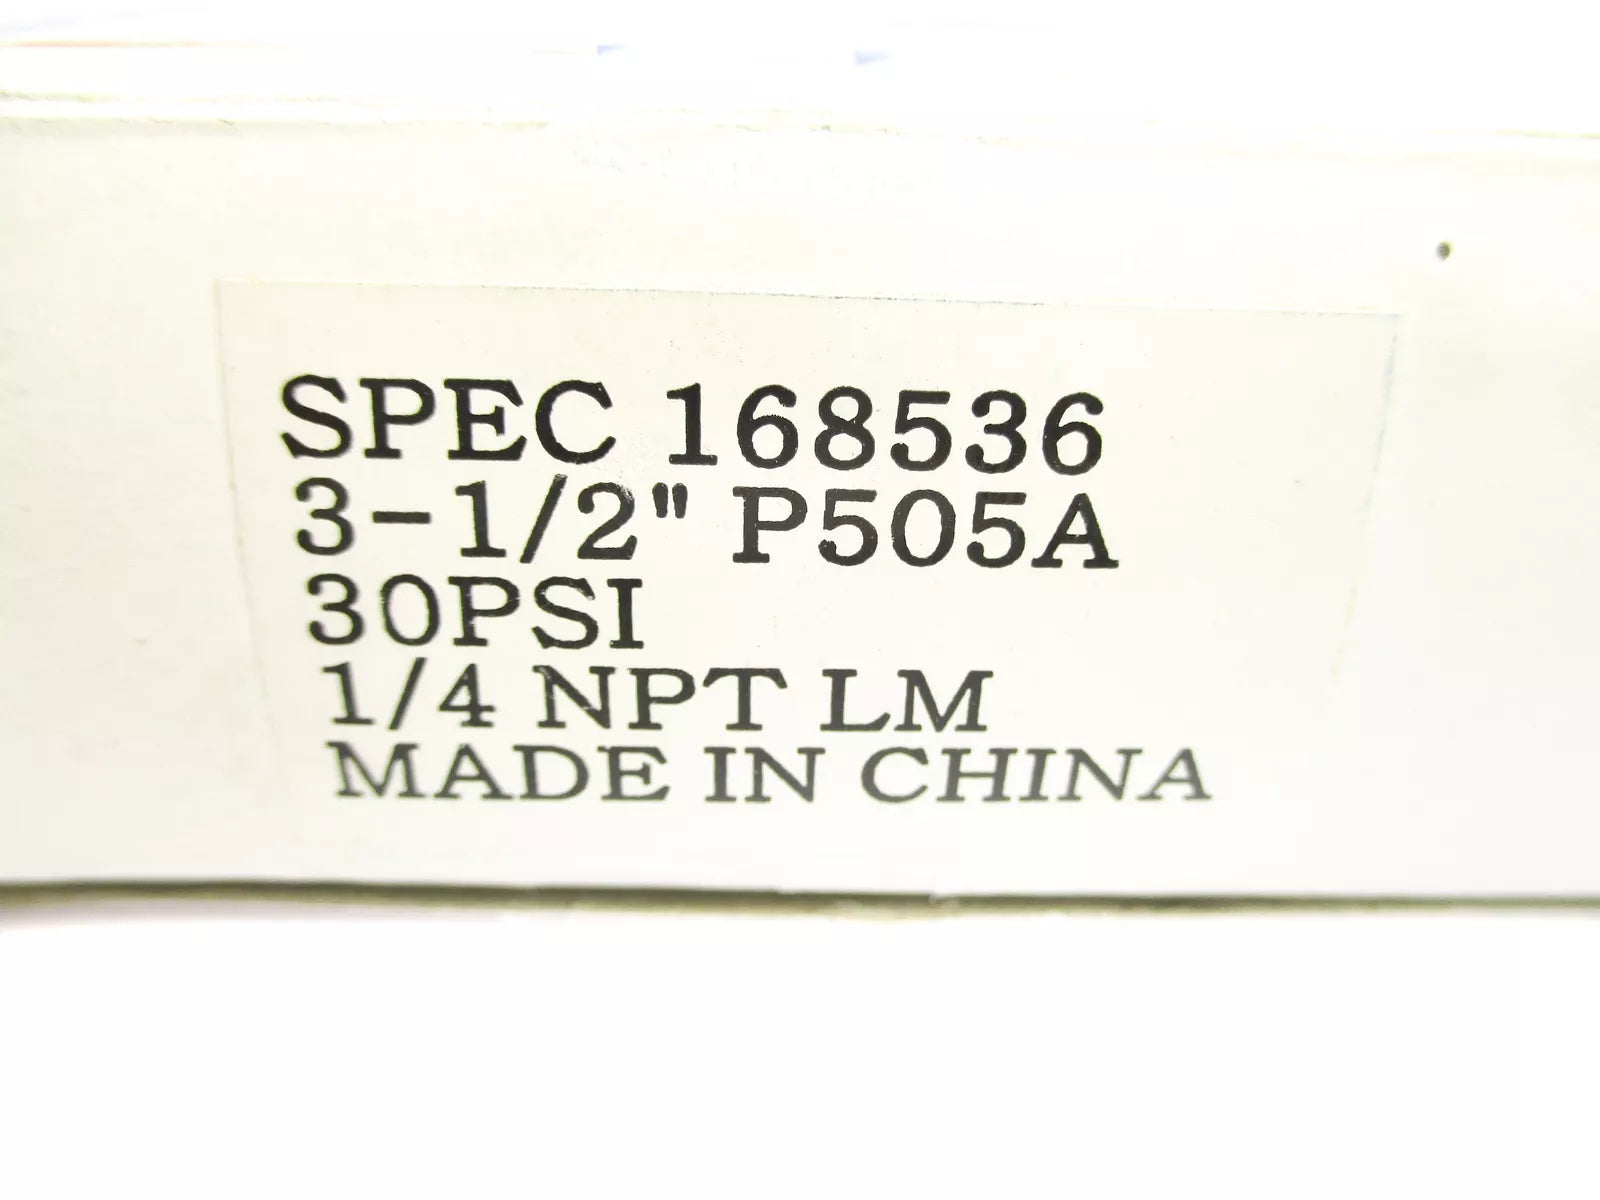 SPEC 168536
3-1/2" P505A
30PSI
1/4 NPT LM
MADE IN CHINA